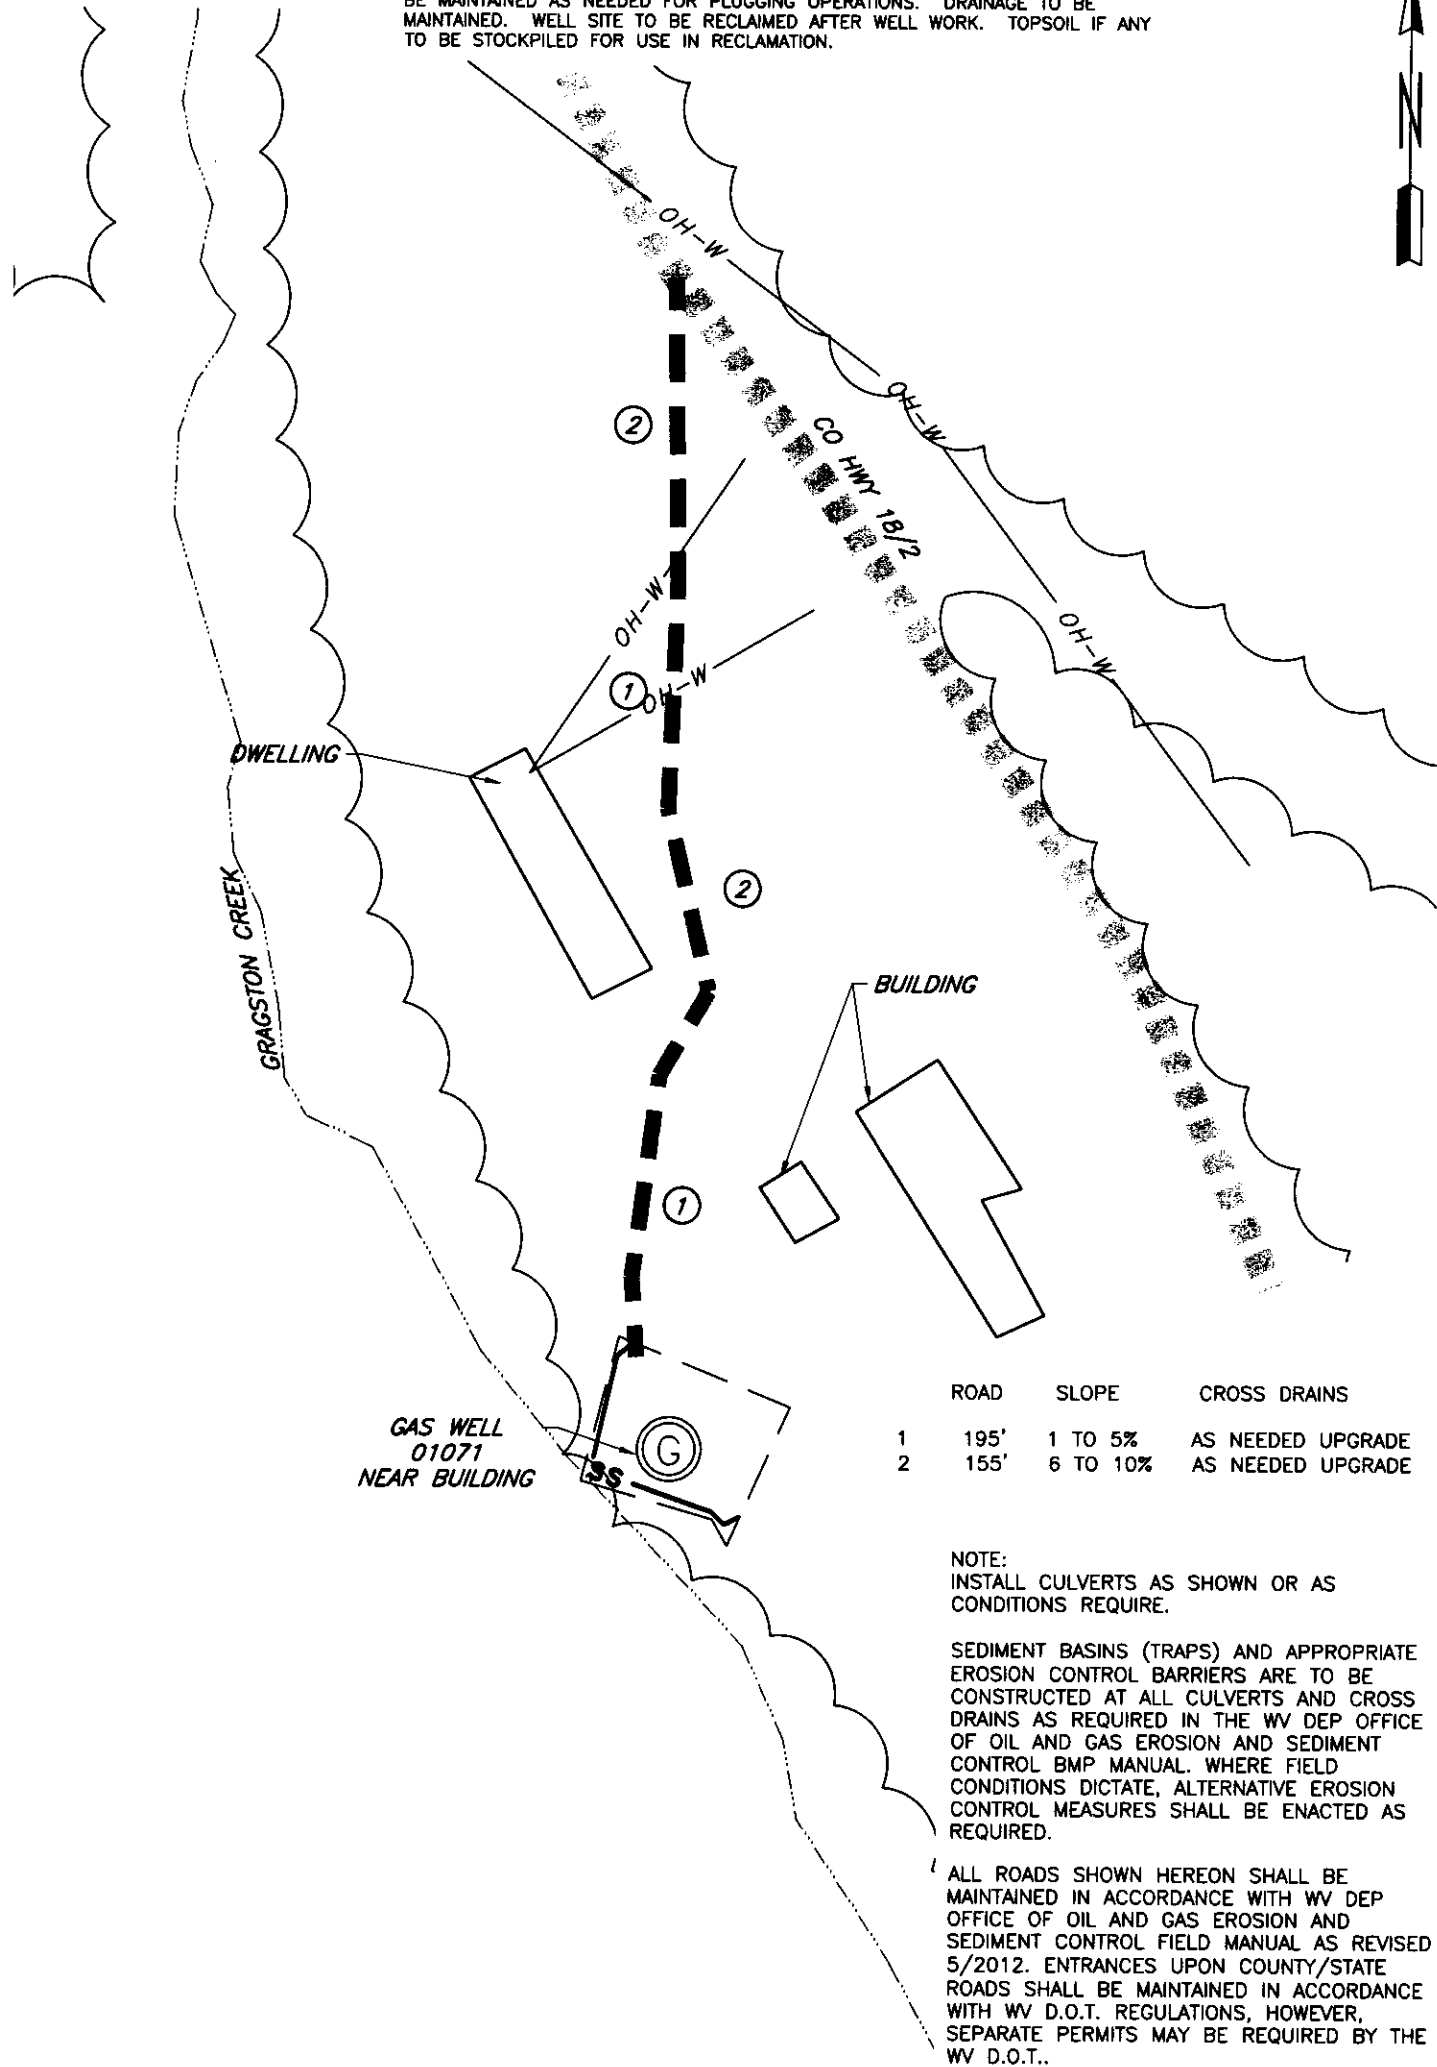 BE MAINTAINED AS NEEDED FOR PLUGGING OPERATIONS. DRAINAGE TO BE
MAINTAINED. WELL SITE TO BE RECLAIMED AFTER WELL WORK. TOPSOIL IF ANY
TO BE STOCKPILED FOR USE IN RECLAMATION.
N
OH-W
OH-W
2
CO HWY 18/2
OH-W
OH-W
1
OH-W
DWELLING
2
GRAGSTON CREEK
BUILDING
1
ROAD SLOPE CROSS DRAINS
1 195' 1 TO 5% AS NEEDED UPGRADE
2 155' 6 TO 10% AS NEEDED UPGRADE
GAS WELL
01071
NEAR BUILDING
G
SS
NOTE:
INSTALL CULVERTS AS SHOWN OR AS
CONDITIONS REQUIRE.
SEDIMENT BASINS (TRAPS) AND APPROPRIATE
EROSION CONTROL BARRIERS ARE TO BE
CONSTRUCTED AT ALL CULVERTS AND CROSS
DRAINS AS REQUIRED IN THE WV DEP OFFICE
OF OIL AND GAS EROSION AND SEDIMENT
CONTROL BMP MANUAL. WHERE FIELD
CONDITIONS DICTATE, ALTERNATIVE EROSION
CONTROL MEASURES SHALL BE ENACTED AS
REQUIRED.
ALL ROADS SHOWN HEREON SHALL BE
MAINTAINED IN ACCORDANCE WITH WV DEP
OFFICE OF OIL AND GAS EROSION AND
SEDIMENT CONTROL FIELD MANUAL AS REVISED
5/2012. ENTRANCES UPON COUNTY/STATE
ROADS SHALL BE MAINTAINED IN ACCORDANCE
WITH WV D.O.T. REGULATIONS, HOWEVER,
SEPARATE PERMITS MAY BE REQUIRED BY THE
WV D.O.T..